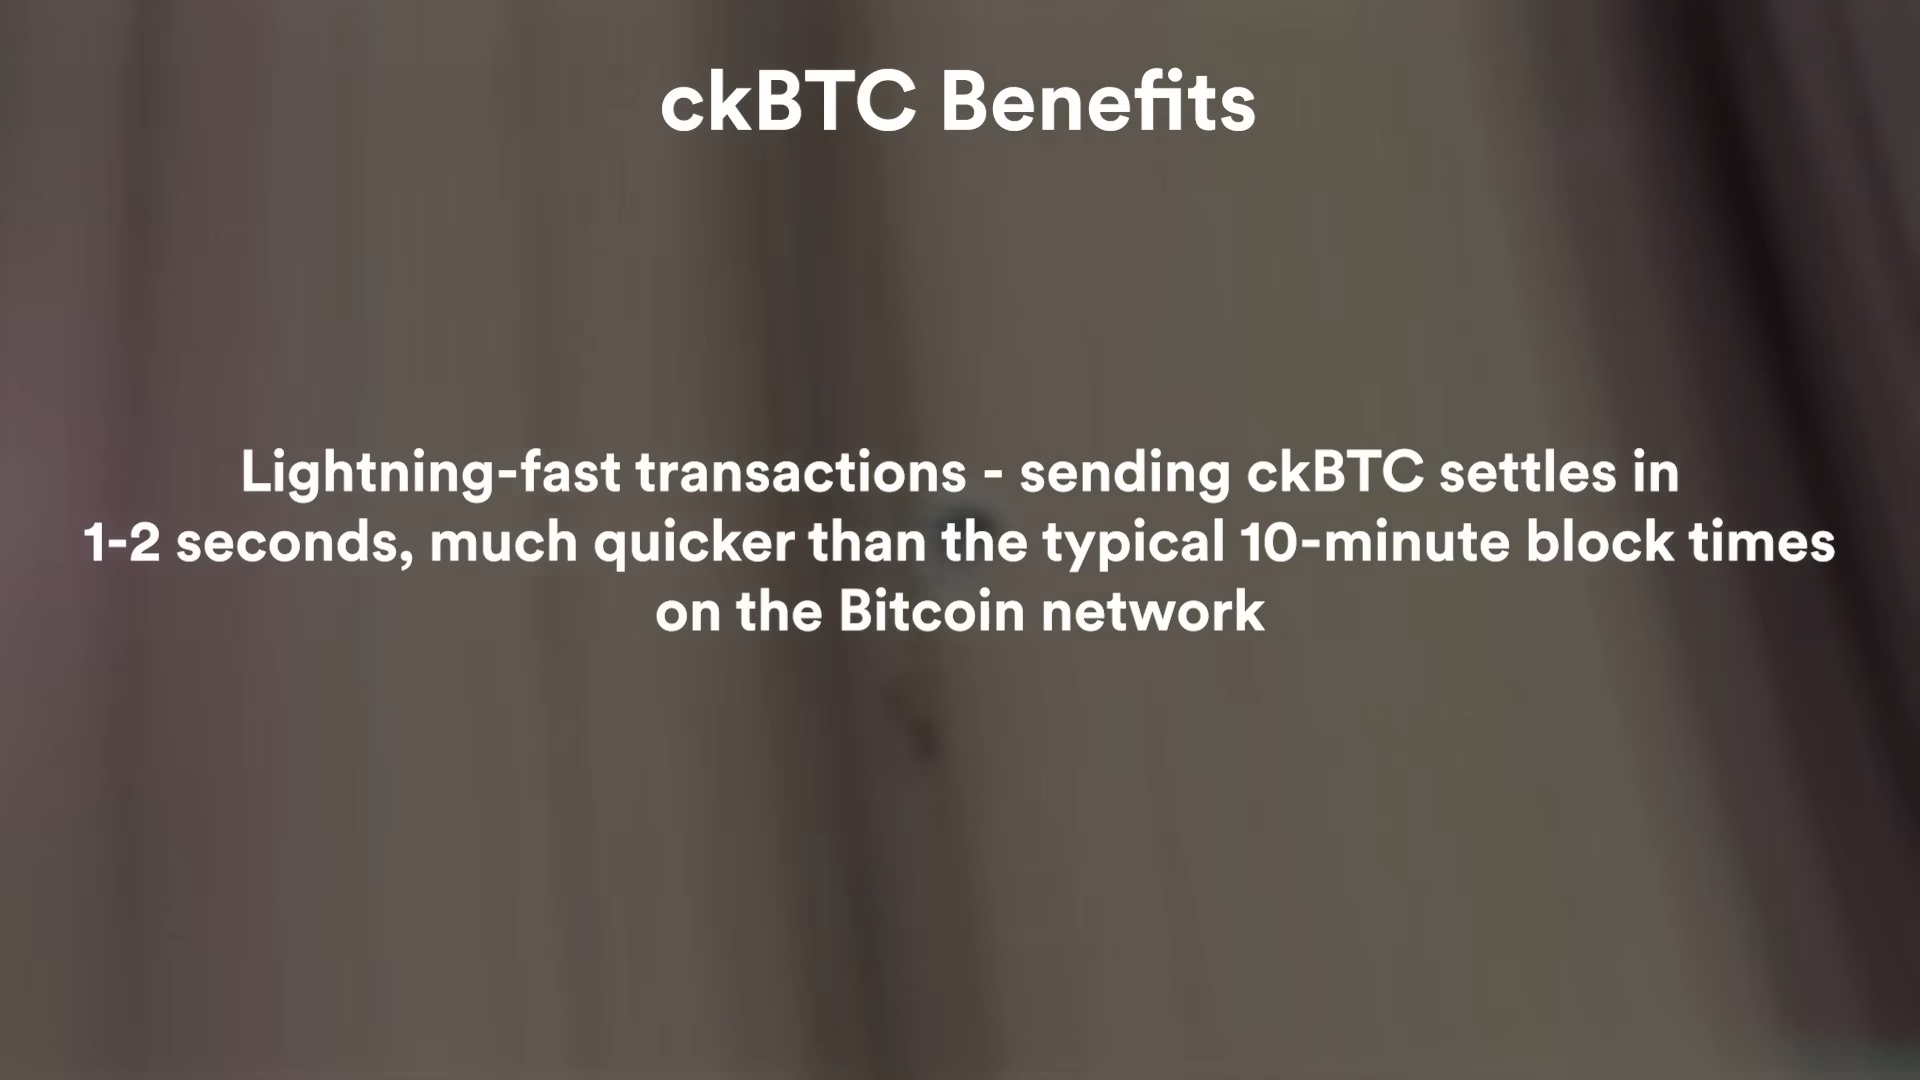 ckBTC Benefits
Lightning-fast transactions - sending ckBTC settles in
1-2 seconds, much quicker than the typical 10-minute block times
on the Bitcoin network